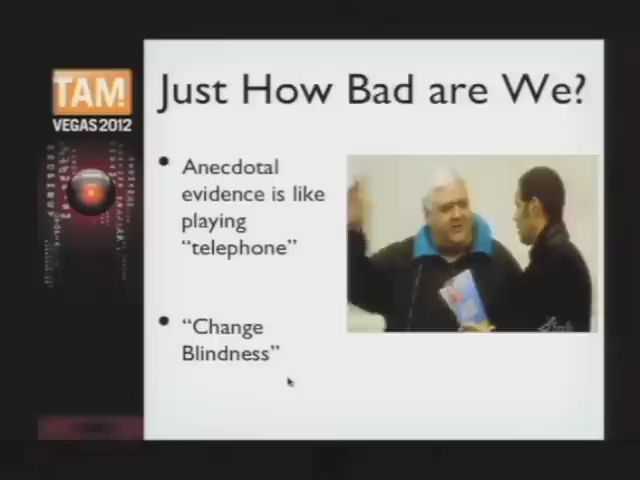 TAM!
VEGAS 2012
Just How Bad are We?
• Anecdotal
evidence is like
playing
“telephone”
• “Change
Blindness”